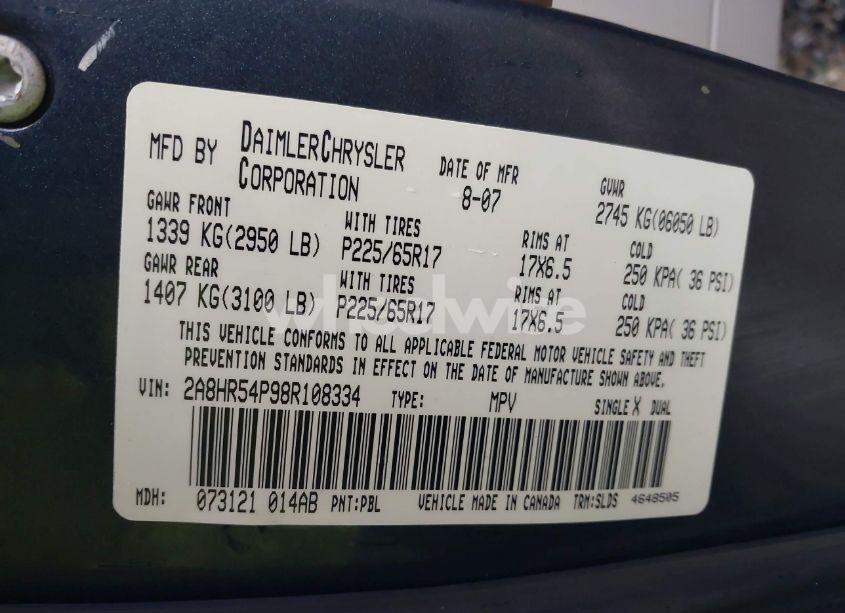 MFD BY DAIMLERCHRYSLER CORPORATION DATE OF MFR 8-07 GVWR 2745 KG(06050 LB)
GAWR FRONT WITH TIRES RIMS AT COLD
1339 KG(2950 LB) P225/65R17 17X6.5 250 KPA( 36 PSI)
GAWR REAR WITH TIRES RIMS AT COLD
1407 KG(3100 LB) P225/65R17 17X6.5 250 KPA( 36 PSI)
THIS VEHICLE CONFORMS TO ALL APPLICABLE FEDERAL MOTOR VEHICLE SAFETY AND THEFT
PREVENTION STANDARDS IN EFFECT ON THE DATE OF MANUFACTURE SHOWN ABOVE.
VIN: 2A8HR54P98R108334 TYPE: MPV SINGLE X DUAL
MDH: 073121 014AB PNT:PBL VEHICLE MADE IN CANADA TRM:SLDS 4648505